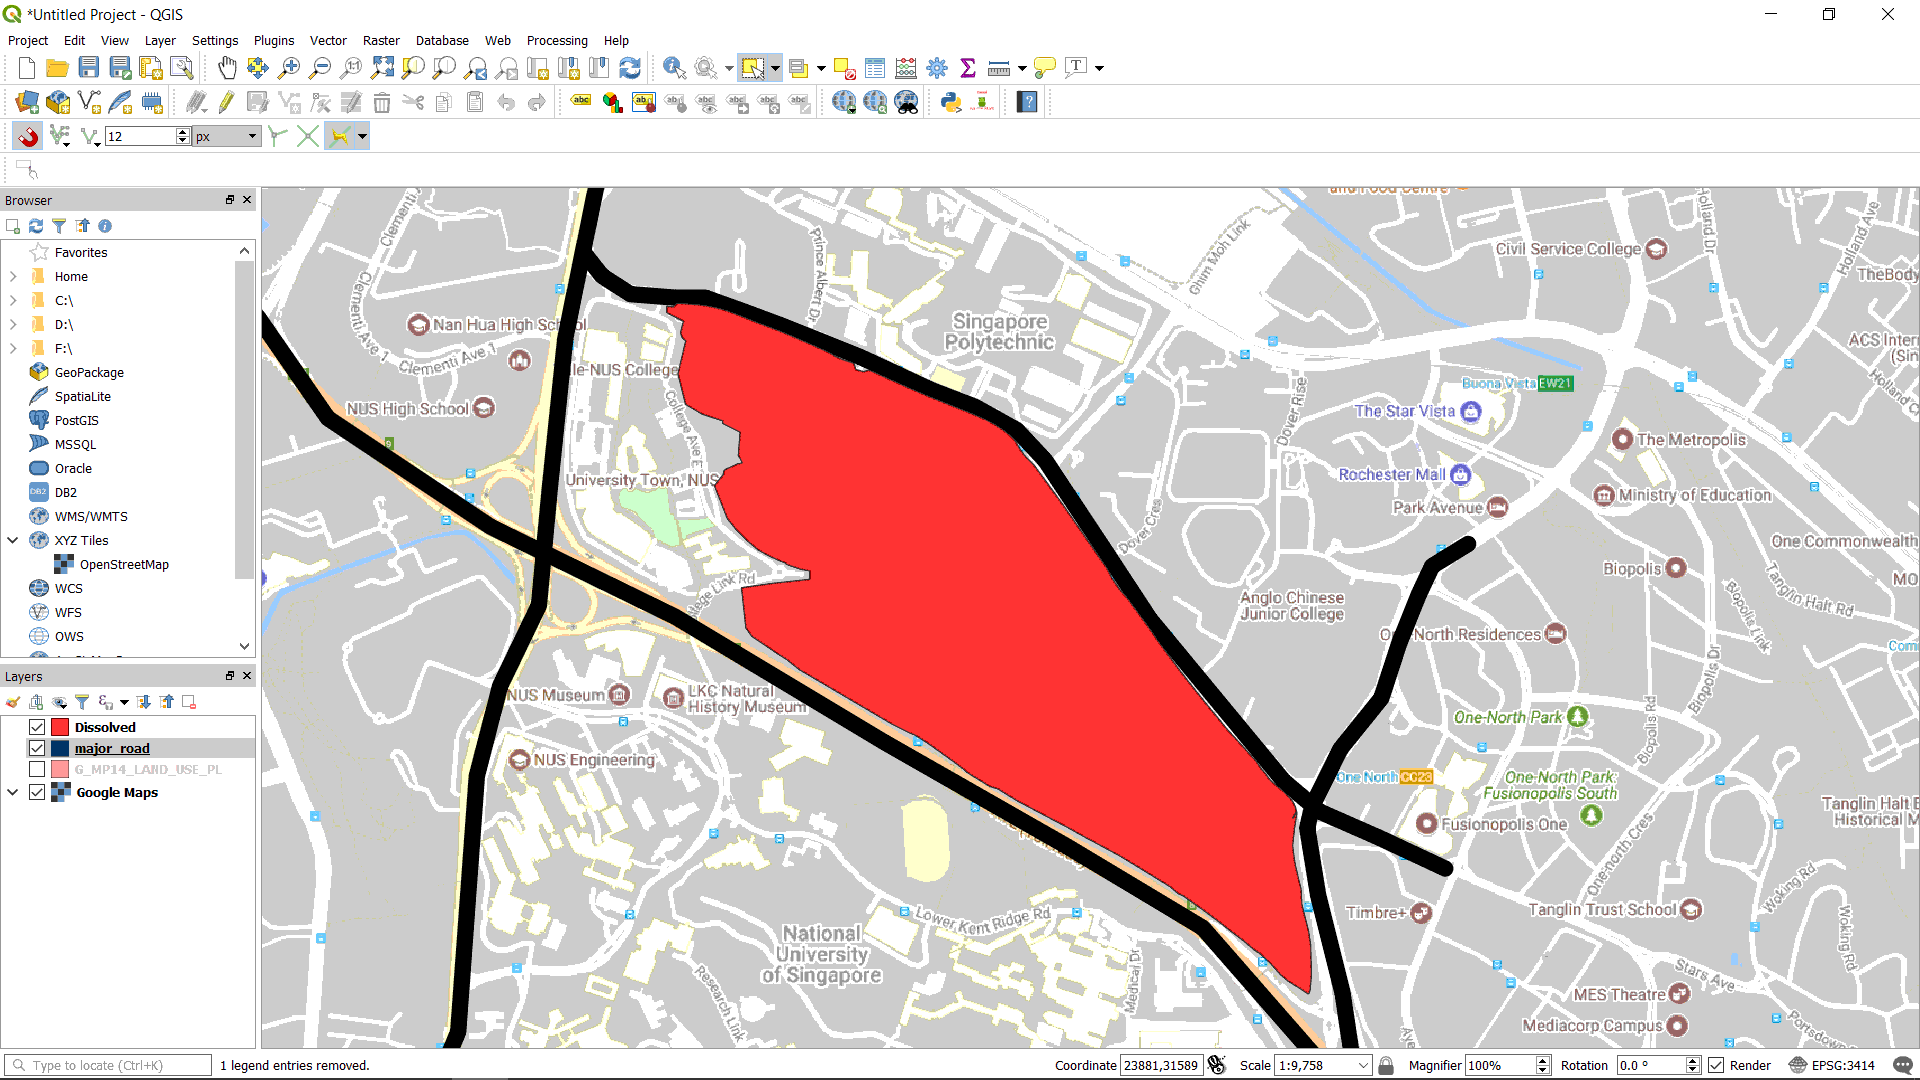 *Untitled Project - QGIS
Project Edit View Layer Settings Plugins Vector Raster Database Web Processing Help
12 px
Browser
Favorites
Home
C:\
D:\
F:\
GeoPackage
SpatiaLite
PostGIS
MSSQL
Oracle
DB2
WMS/WMTS
XYZ Tiles
OpenStreetMap
WCS
WFS
OWS
Layers
Dissolved
major_road
G_MP14_LAND_USE_PL
Google Maps
Civil Service College
Holland Dr
Holland Ave
TheBody
Clementi
Prince Albert Dr
Ghim Moh Link
Nan Hua High School
Clementi Ave 1
Clementi Ave 1
Singapore
Polytechnic
ACS Intern
(Sin
le-NUS College
NUS High School
College Ave E
Dover Rise
Buona Vista EW21
The Star Vista
The Metropolis
Rochester Mall
University Town, NUS
Ministry of Education
Park Avenue
Dover Cres
One Commonwealth
Biopolis
MO
Tanglin Halt Rd
Biopolis Link
Anglo Chinese
Junior College
One-North Residences
NUS Museum
LKC Natural
History Museum
Biopolis Dr
Biopolis Rd
One-North Park
NUS Engineering
One North CC23
One-North Park:
Fusionopolis South
Tanglin Halt
Historical M
Fusionopolis One
One-north Cres
Working Rd
Working Rd
Lower Kent Ridge Rd
Timbre+
Tanglin Trust School
National
University
of Singapore
Medical Dr
Research Link
Stars Ave
MES Theatre
Mediacorp Campus
Portsdown
Type to locate (Ctrl+K)
1 legend entries removed.
Coordinate 23881,31589
Scale 1:9,758
Magnifier 100%
Rotation 0.0 °
Render
EPSG:3414